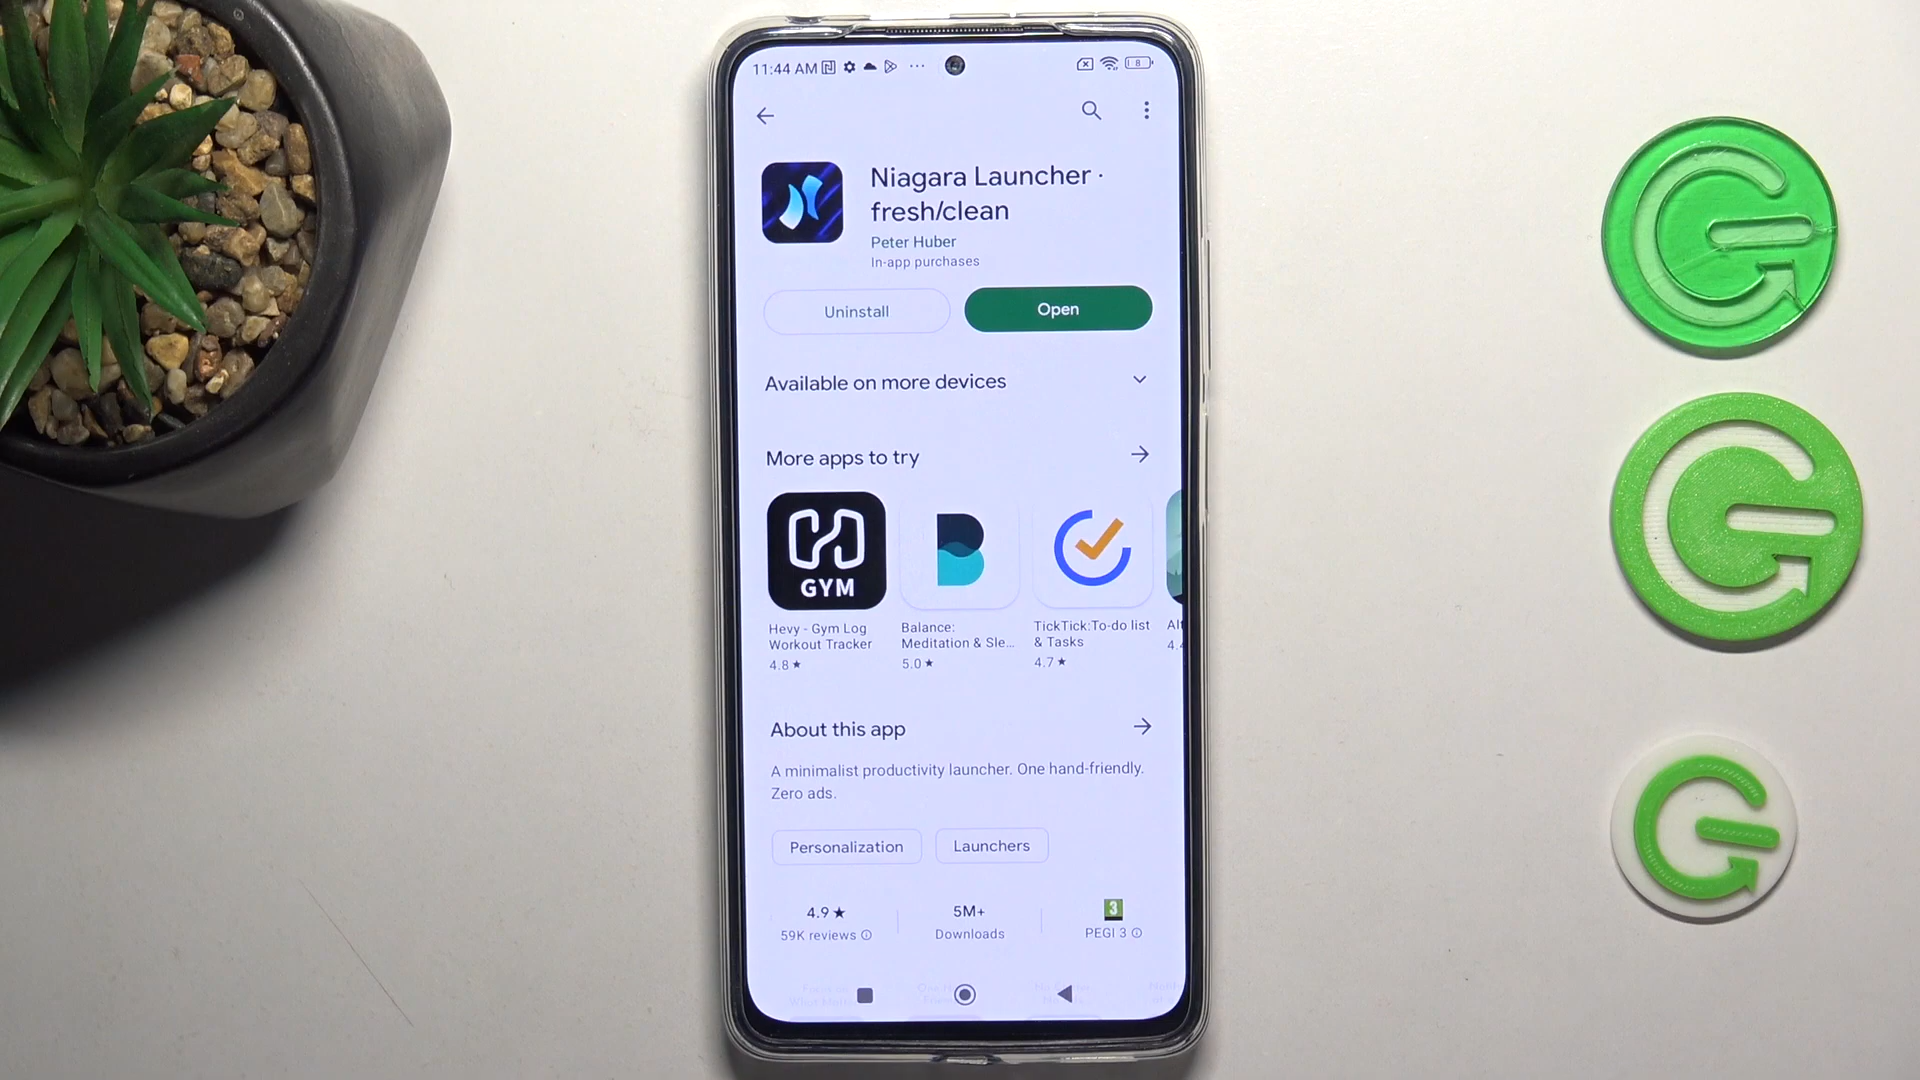 11:44 AM
8
Niagara Launcher ·
fresh/clean
Peter Huber
In-app purchases
Uninstall
Open
Available on more devices
More apps to try
GYM
B
Hevy - Gym Log
Workout Tracker
4.8 ★
Balance:
Meditation & Sle...
5.0 ★
TickTick:To-do list
& Tasks
4.7 ★
About this app
A minimalist productivity launcher. One hand-friendly.
Zero ads.
Personalization
Launchers
4.9 ★
59K reviews
5M+
Downloads
3
PEGI 3